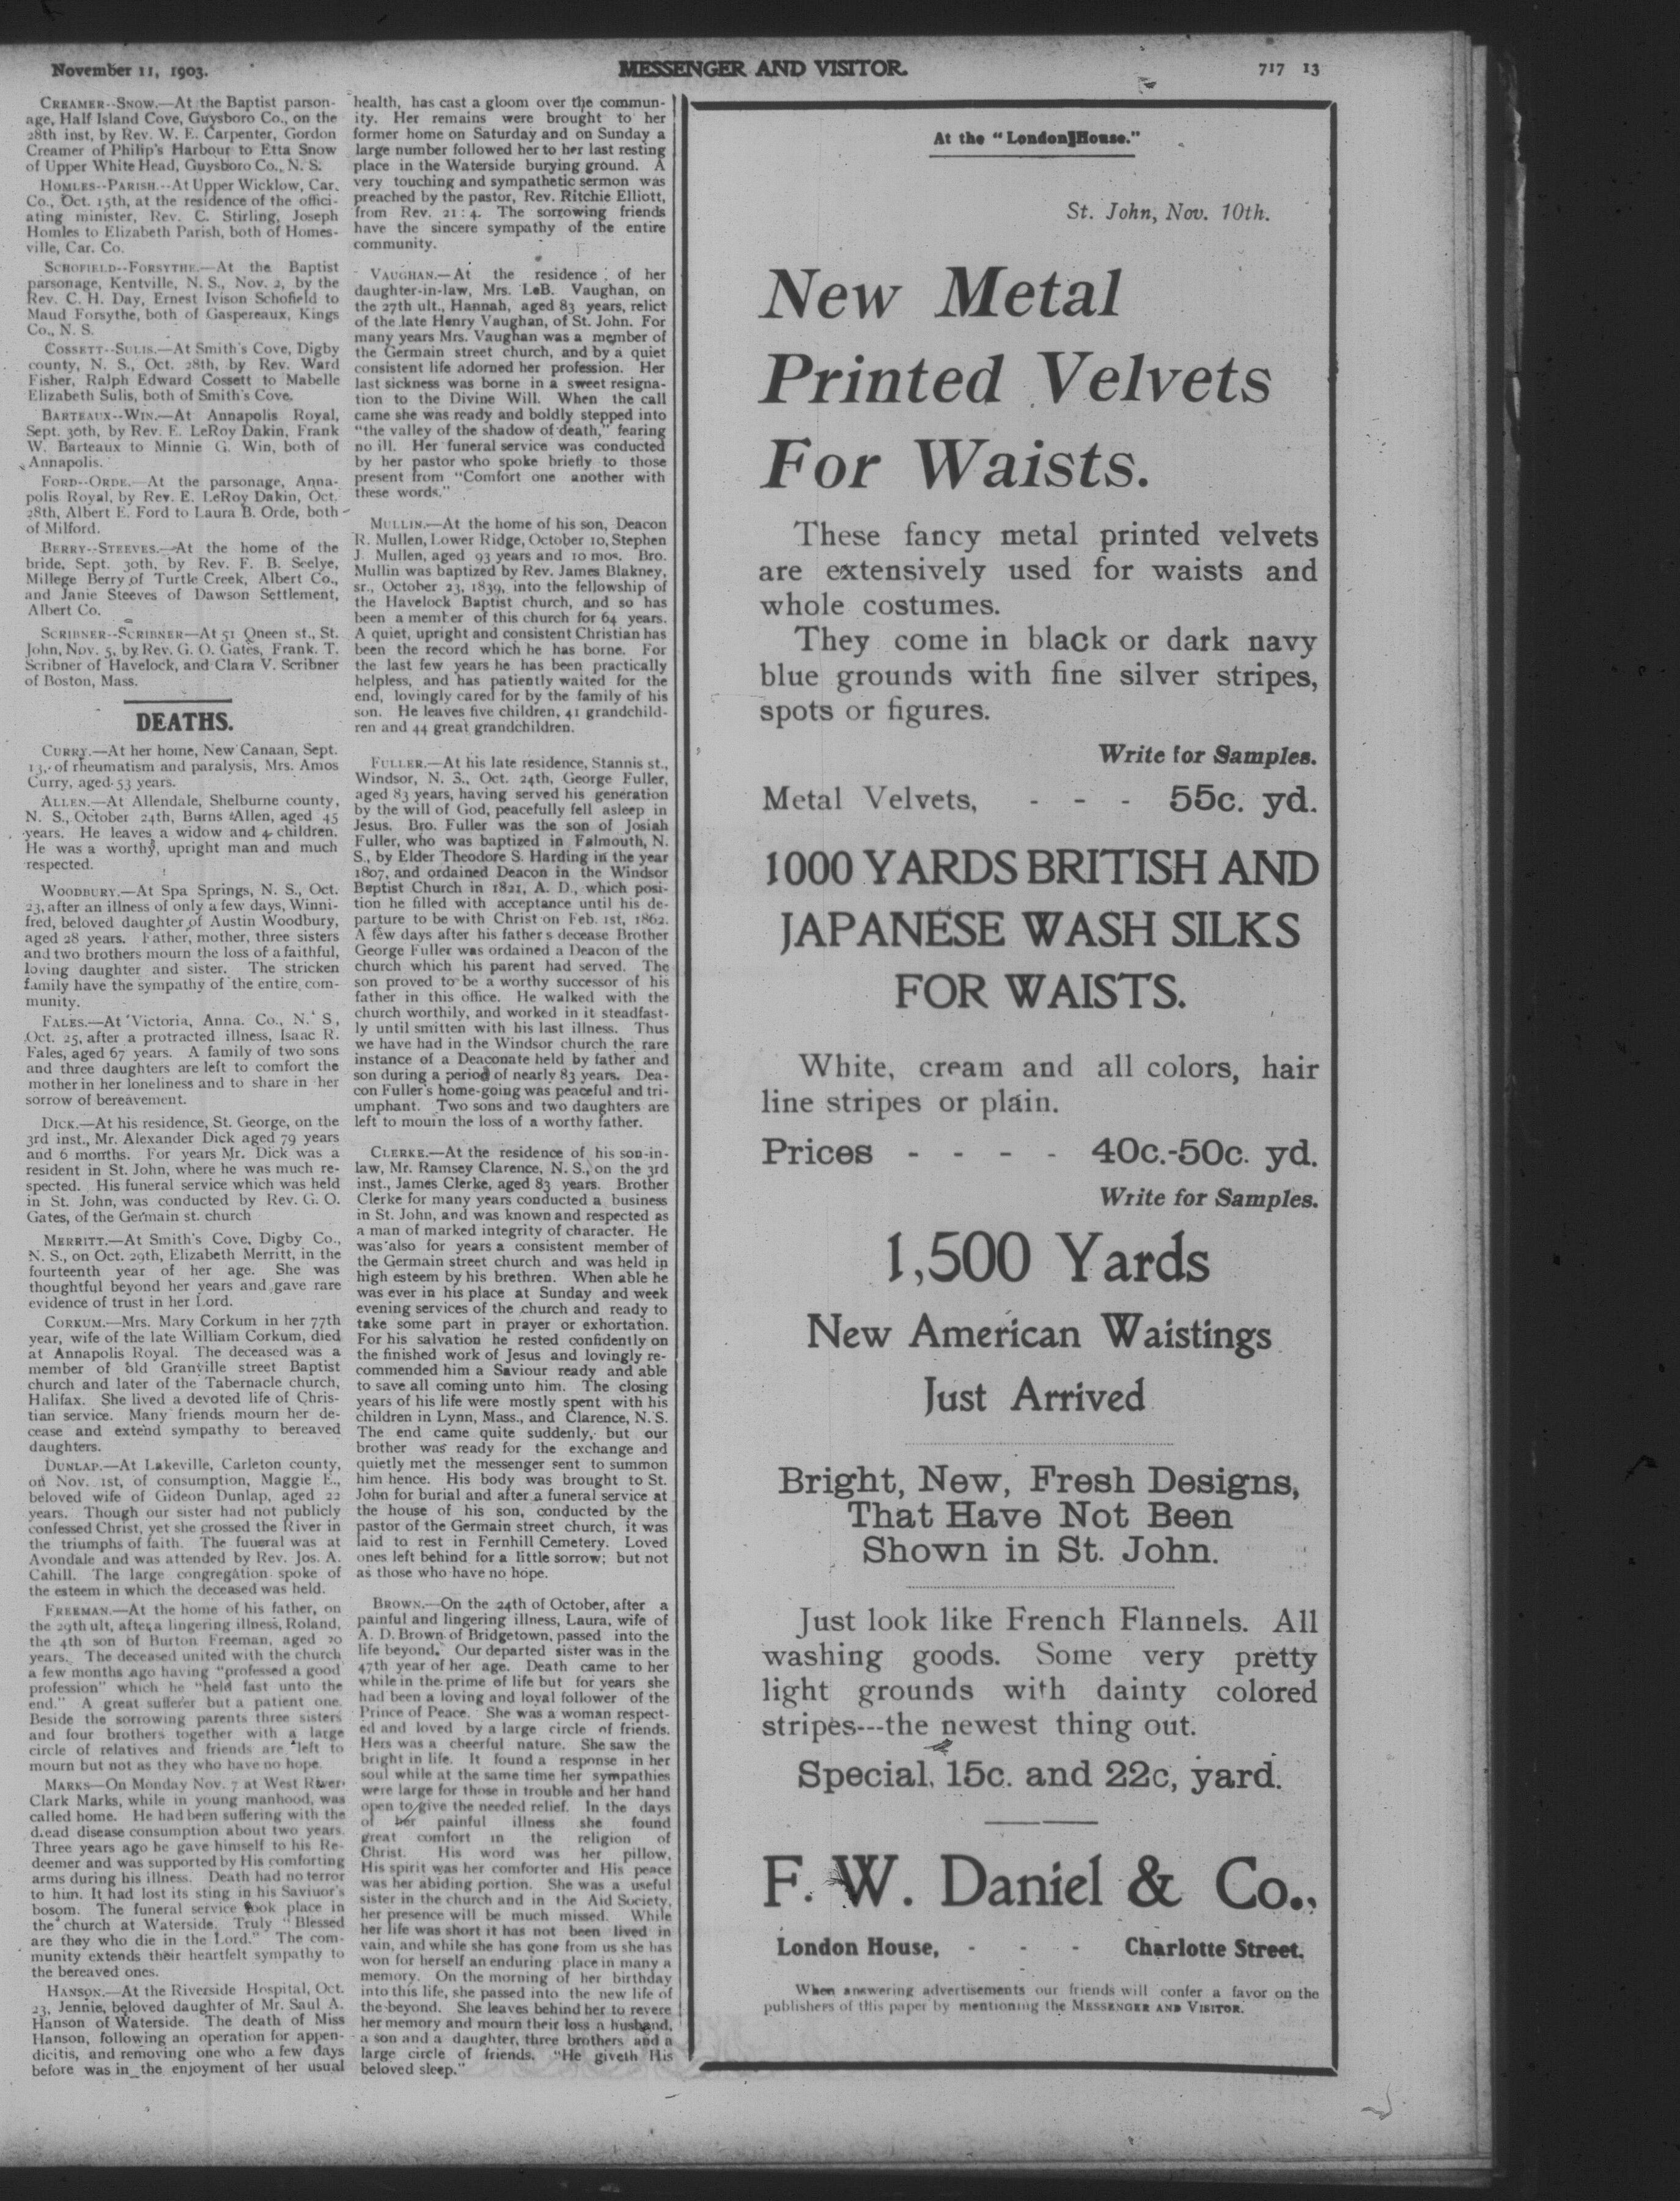 November 11, 1903.
MESSENGER AND VISITOR.
717 13
CREAMER--SNOW.—At the Baptist parson-
age, Half Island Cove, Guysboro Co., on the
28th inst, by Rev. W. E. Carpenter, Gordon
Creamer of Philip's Harbour to Etta Snow
of Upper White Head, Guysboro Co., N. S.
HOMLES--PARISH.--At Upper Wicklow, Car.
Co., Oct. 15th, at the residence of the offici-
ating minister, Rev. C. Stirling, Joseph
Homles to Elizabeth Parish, both of Homes-
ville, Car. Co.
SCHOFIELD--FORSYTHE.—At the Baptist
parsonage, Kentville, N. S., Nov. 2, by the
Rev. C. H. Day, Ernest Ivison Schofield to
Maud Forsythe, both of Gaspereaux, Kings
Co., N. S.
COSSETT--SULIS.—At Smith's Cove, Digby
county, N. S., Oct. 28th, by Rev. Ward
Fisher, Ralph Edward Cossett to Mabelle
Elizabeth Sulis, both of Smith's Cove.
BARTEAUX--WIN.—At Annapolis Royal,
Sept. 30th, by Rev. E. LeRoy Dakin, Frank
W. Barteaux to Minnie G. Win, both of
Annapolis.
FORD--ORDE.—At the parsonage, Anna-
polis Royal, by Rev. E. LeRoy Dakin, Oct.
28th, Albert E. Ford to Laura B. Orde, both
of Milford.
BERRY--STEEVES.—At the home of the
bride, Sept. 30th, by Rev. F. B. Seelye,
Millege Berry of Turtle Creek, Albert Co.,
and Janie Steeves of Dawson Settlement,
Albert Co.
SCRIBNER--SCRIBNER—At 51 Qneen st., St.
John, Nov. 5, by Rev. G. O. Gates, Frank. T.
Scribner of Havelock, and Clara V. Scribner
of Boston, Mass.
DEATHS.
CURRY.—At her home, New Canaan, Sept.
13, of rheumatism and paralysis, Mrs. Amos
Curry, aged 53 years.
ALLEN.—At Allendale, Shelburne county,
N. S., October 24th, Burns Allen, aged 45
years. He leaves a widow and 4 children.
He was a worthy, upright man and much
respected.
WOODBURY.—At Spa Springs, N. S., Oct.
23, after an illness of only a few days, Winni-
fred, beloved daughter of Austin Woodbury,
aged 28 years. Father, mother, three sisters
and two brothers mourn the loss of a faithful,
loving daughter and sister. The stricken
family have the sympathy of the entire com-
munity.
FALES.—At Victoria, Anna. Co., N. S,
Oct. 25, after a protracted illness, Isaac R.
Fales, aged 67 years. A family of two sons
and three daughters are left to comfort the
mother in her loneliness and to share in her
sorrow of bereavement.
DICK.—At his residence, St. George, on the
3rd inst., Mr. Alexander Dick aged 79 years
and 6 months. For years Mr. Dick was a
resident in St. John, where he was much re-
spected. His funeral service which was held
in St. John, was conducted by Rev. G. O.
Gates, of the Germain st. church
MERRITT.—At Smith's Cove, Digby Co.,
N. S., on Oct. 29th, Elizabeth Merritt, in the
fourteenth year of her age. She was
thoughtful beyond her years and gave rare
evidence of trust in her Lord.
CORKUM.—Mrs. Mary Corkum in her 77th
year, wife of the late William Corkum, died
at Annapolis Royal. The deceased was a
member of old Granville street Baptist
church and later of the Tabernacle church,
Halifax. She lived a devoted life of Chris-
tian service. Many friends mourn her de-
cease and extend sympathy to bereaved
daughters.
DUNLAP.—At Lakeville, Carleton county,
on Nov. 1st, of consumption, Maggie E.,
beloved wife of Gideon Dunlap, aged 22
years. Though our sister had not publicly
confessed Christ, yet she crossed the River in
the triumphs of faith. The fuueral was at
Avondale and was attended by Rev. Jos. A.
Cahill. The large congregation spoke of
the esteem in which the deceased was held.
FREEMAN.—At the home of his father, on
the 29th ult, after a lingering illness, Roland,
the 4th son of Burton Freeman, aged 20
years. The deceased united with the church
a few months ago having "professed a good
profession" which he "held fast unto the
end." A great sufferer but a patient one.
Beside the sorrowing parents three sisters
and four brothers together with a large
circle of relatives and friends are left to
mourn but not as they who have no hope.
MARKS—On Monday Nov. 7 at West River
Clark Marks, while in young manhood, was
called home. He had been suffering with the
dread disease consumption about two years.
Three years ago he gave himself to his Re-
deemer and was supported by His comforting
arms during his illness. Death had no terror
to him. It had lost its sting in his Saviuor's
bosom. The funeral service took place in
the church at Waterside. Truly "Blessed
are they who die in the Lord." The com-
munity extends their heartfelt sympathy to
the bereaved ones.
HANSON.—At the Riverside Hospital, Oct.
23, Jennie, beloved daughter of Mr. Saul A.
Hanson of Waterside. The death of Miss
Hanson, following an operation for appen-
dicitis, and removing one who a few days
before was in the enjoyment of her usual
health, has cast a gloom over the commun-
ity. Her remains were brought to her
former home on Saturday and on Sunday a
large number followed her to her last resting
place in the Waterside burying ground. A
very touching and sympathetic sermon was
preached by the pastor, Rev. Ritchie Elliott,
from Rev. 21:4. The sorrowing friends
have the sincere sympathy of the entire
community.
VAUGHAN.—At the residence of her
daughter-in-law, Mrs. LeB. Vaughan, on
the 27th ult., Hannah, aged 83 years, relict
of the late Henry Vaughan, of St. John. For
many years Mrs. Vaughan was a member of
the Germain street church, and by a quiet
consistent life adorned her profession. Her
last sickness was borne in a sweet resigna-
tion to the Divine Will. When the call
came she was ready and boldly stepped into
"the valley of the shadow of death," fearing
no ill. Her funeral service was conducted
by her pastor who spoke briefly to those
present from "Comfort one another with
these words."
MULLIN.—At the home of his son, Deacon
R. Mullen, Lower Ridge, October 10, Stephen
J. Mullen, aged 93 years and 10 mos. Bro.
Mullin was baptized by Rev. James Blakney,
sr., October 23, 1839, into the fellowship of
the Havelock Baptist church, and so has
been a member of this church for 64 years.
A quiet, upright and consistent Christian has
been the record which he has borne. For
the last few years he has been practically
helpless, and has patiently waited for the
end, lovingly cared for by the family of his
son. He leaves five children, 41 grandchild-
ren and 44 great grandchildren.
FULLER.—At his late residence, Stannis st.,
Windsor, N. S., Oct. 24th, George Fuller,
aged 83 years, having served his generation
by the will of God, peacefully fell asleep in
Jesus. Bro. Fuller was the son of Josiah
Fuller, who was baptized in Falmouth, N.
S., by Elder Theodore S. Harding in the year
1807, and ordained Deacon in the Windsor
Baptist Church in 1821, A. D., which posi-
tion he filled with acceptance until his de-
parture to be with Christ on Feb. 1st, 1862.
A few days after his father s decease Brother
George Fuller was ordained a Deacon of the
church which his parent had served. The
son proved to be a worthy successor of his
father in this office. He walked with the
church worthily, and worked in it steadfast-
ly until smitten with his last illness. Thus
we have had in the Windsor church the rare
instance of a Deaconate held by father and
son during a period of nearly 83 years. Dea-
con Fuller's home-going was peaceful and tri-
umphant. Two sons and two daughters are
left to mouin the loss of a worthy father.
CLERKE.—At the residence of his son-in-
law, Mr. Ramsey Clarence, N. S., on the 3rd
inst., James Clerke, aged 83 years. Brother
Clerke for many years conducted a business
in St. John, and was known and respected as
a man of marked integrity of character. He
was also for years a consistent member of
the Germain street church and was held in
high esteem by his brethren. When able he
was ever in his place at Sunday and week
evening services of the church and ready to
take some part in prayer or exhortation.
For his salvation he rested confidently on
the finished work of Jesus and lovingly re-
commended him a Saviour ready and able
to save all coming unto him. The closing
years of his life were mostly spent with his
children in Lynn, Mass., and Clarence, N. S.
The end came quite suddenly, but our
brother was ready for the exchange and
quietly met the messenger sent to summon
him hence. His body was brought to St.
John for burial and after a funeral service at
the house of his son, conducted by the
pastor of the Germain street church, it was
laid to rest in Fernhill Cemetery. Loved
ones left behind for a little sorrow; but not
as those who have no hope.
BROWN.—On the 24th of October, after a
painful and lingering illness, Laura, wife of
A. D. Brown of Bridgetown, passed into the
life beyond. Our departed sister was in the
47th year of her age. Death came to her
while in the prime of life but for years she
had been a loving and loyal follower of the
Prince of Peace. She was a woman respect-
ed and loved by a large circle of friends.
Hers was a cheerful nature. She saw the
bright in life. It found a response in her
soul while at the same time her sympathies
were large for those in trouble and her hand
open to give the needed relief. In the days
of her painful illness she found
great comfort in the religion of
Christ. His word was her pillow.
His spirit was her comforter and His peace
was her abiding portion. She was a useful
sister in the church and in the Aid Society,
her presence will be much missed. While
her life was short it has not been lived in
vain, and while she has gone from us she has
won for herself an enduring place in many a
memory. On the morning of her birthday
into this life, she passed into the new life of
the beyond. She leaves behind her to revere
her memory and mourn their loss a husband,
a son and a daughter, three brothers and a
large circle of friends. "He giveth His
beloved sleep."
At the "London House."
St. John, Nov. 10th.
New Metal
Printed Velvets
For Waists.
These fancy metal printed velvets
are extensively used for waists and
whole costumes.
They come in black or dark navy
blue grounds with fine silver stripes,
spots or figures.
Write for Samples.
Metal Velvets, - - - 55c. yd.
1000 YARDS BRITISH AND
JAPANESE WASH SILKS
FOR WAISTS.
White, cream and all colors, hair
line stripes or plain.
Prices - - - - 40c.-50c. yd.
Write for Samples.
1,500 Yards
New American Waistings
Just Arrived
Bright, New, Fresh Designs,
That Have Not Been
Shown in St. John.
Just look like French Flannels. All
washing goods. Some very pretty
light grounds with dainty colored
stripes---the newest thing out.
Special, 15c. and 22c, yard.
F. W. Daniel & Co.,
London House, - - - Charlotte Street.
When answering advertisements our friends will confer a favor on the
publishers of this paper by mentioning the MESSENGER AND VISITOR.